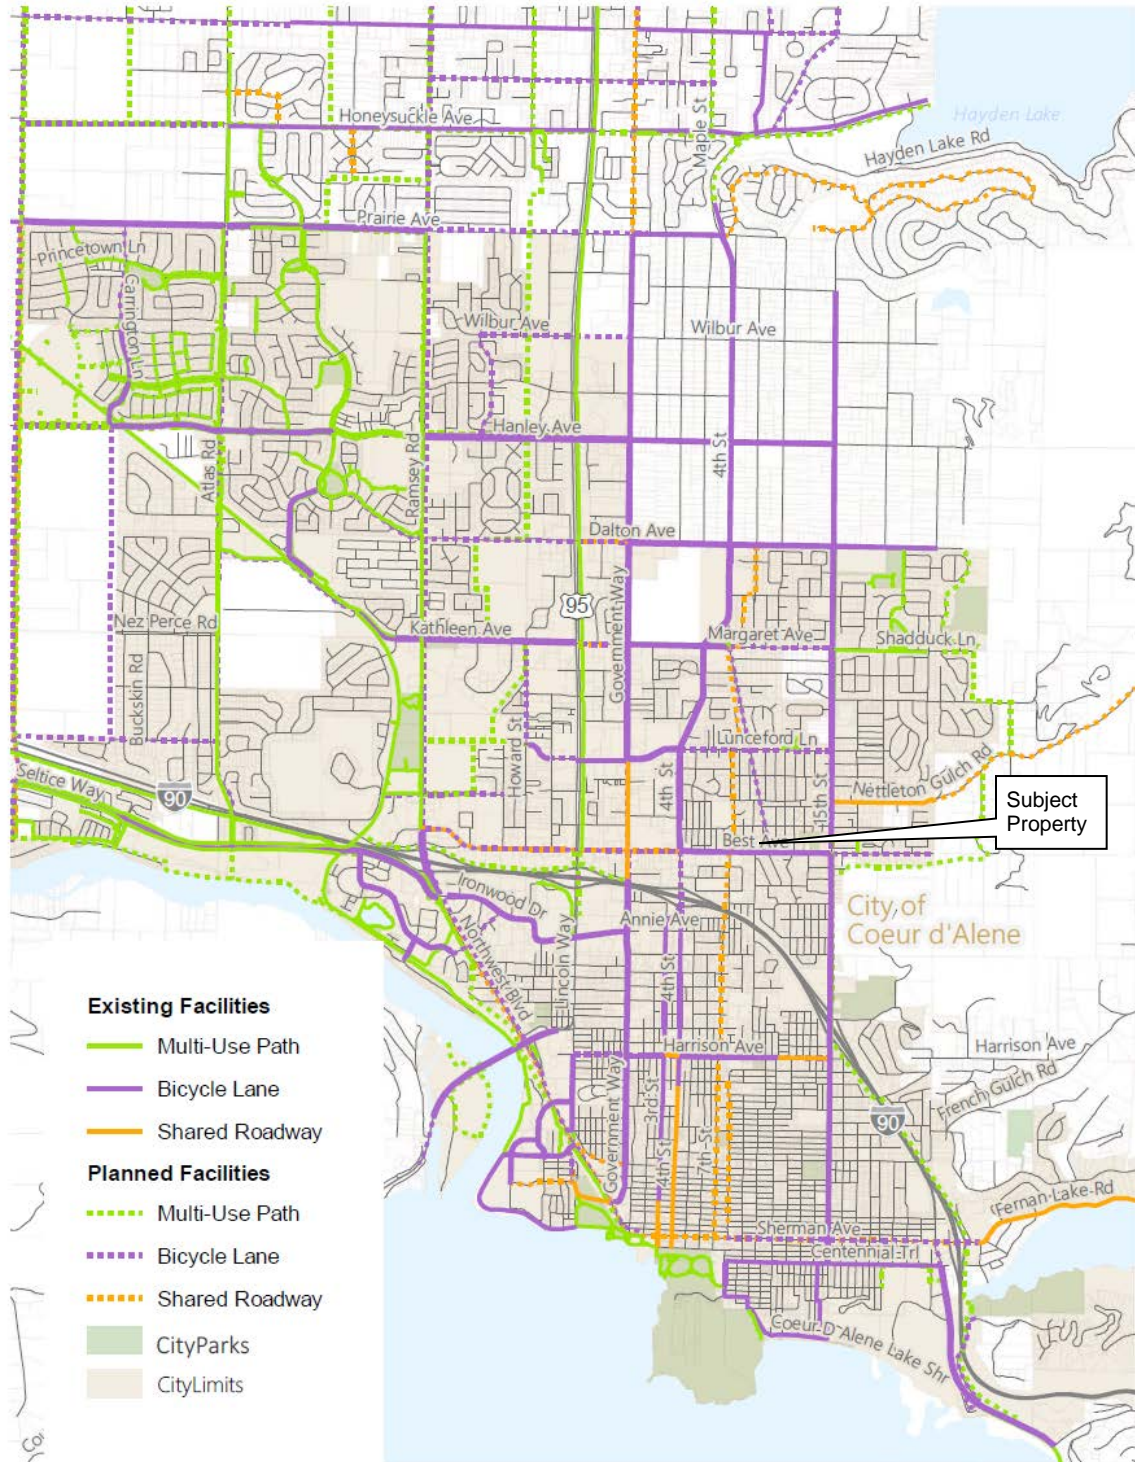 Hayden Lake
Honeysuckle Ave
Maple St
Hayden Lake Rd
Prairie Ave
Princetown Ln
Carrington Ln
Wilbur Ave
Wilbur Ave
Hanley Ave
4th St
Atlas Rd
Ramsey Rd
Dalton Ave
95
Government Way
Nez Perce Rd
Kathleen Ave
Margaret Ave
Shadduck Ln
Buckskin Rd
Howard St
Lunceford Ln
4th St
15th St
Nettleton Gulch Rd
Seltice Way
90
Subject
Property
Best Ave
Ironwood Dr
Annie Ave
City of
Coeur d'Alene
Northwest Blvd
Lincoln Way
4th St
Harrison Ave
Harrison Ave
French Gulch Rd
90
Government Way
3rd St
4th St
7th St
Fernan Lake Rd
Sherman Ave
Centennial Trl
Coeur D'Alene Lake Shr
Existing Facilities
Multi-Use Path
Bicycle Lane
Shared Roadway
Planned Facilities
Multi-Use Path
Bicycle Lane
Shared Roadway
CityParks
CityLimits